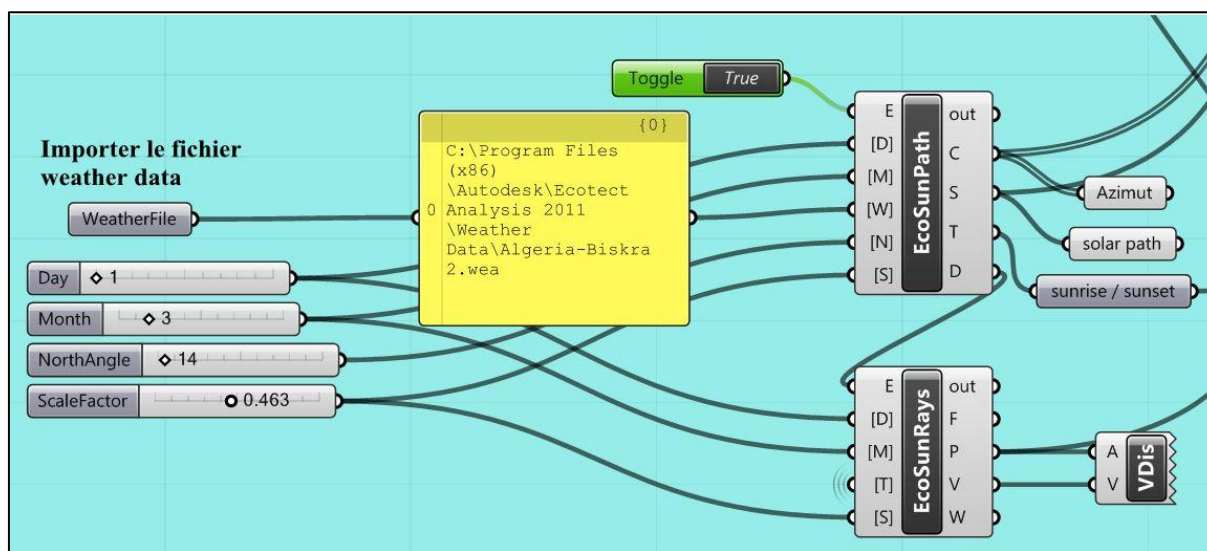 Importer le fichier
weather data
WeatherFile
Day 1
Month 3
NorthAngle 14
ScaleFactor 0.463
{0}
0
C:\Program Files
(x86)
\Autodesk\Ecotect
Analysis 2011
\Weather
Data\Algeria-Biskra
2.wea
Toggle True
E
[D]
[M]
[W]
[N]
[S]
EcoSunPath
out
C
S
T
D
Azimut
solar path
sunrise / sunset
E
[D]
[M]
[T]
[S]
EcoSunRays
out
F
P
V
W
A
V
VDis